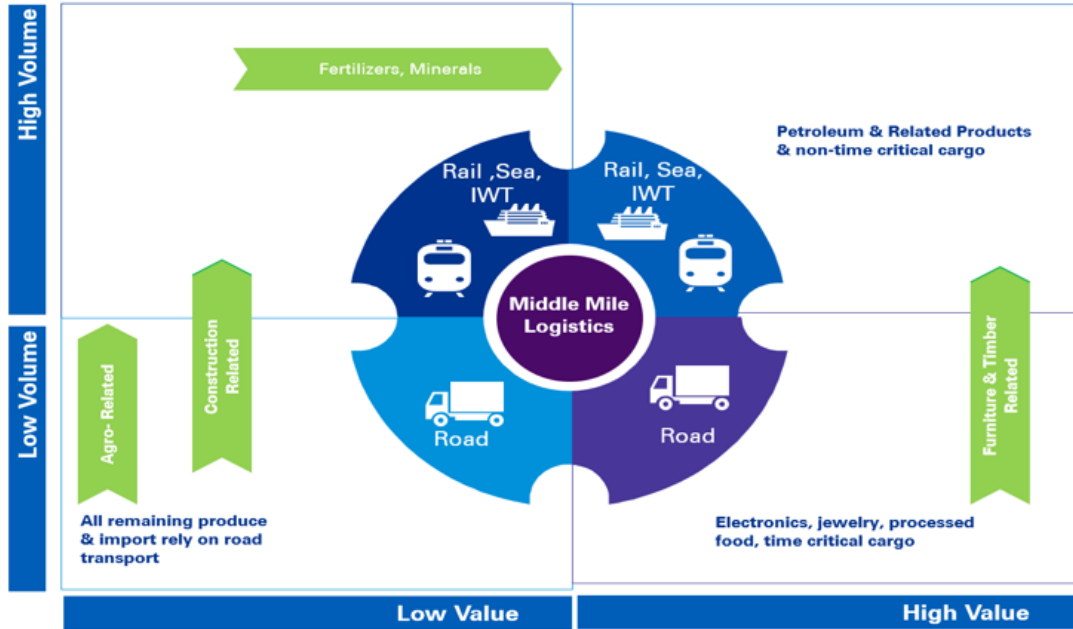 High Volume
Fertilizers, Minerals
Petroleum & Related Products
& non-time critical cargo
Rail ,Sea,
IWT
Rail, Sea,
IWT
Middle Mile
Logistics
Low Volume
Agro- Related
Construction
Related
Furniture & Timber
Related
Road
Road
All remaining produce
& import rely on road
transport
Electronics, jewelry, processed
food, time critical cargo
Low Value
High Value